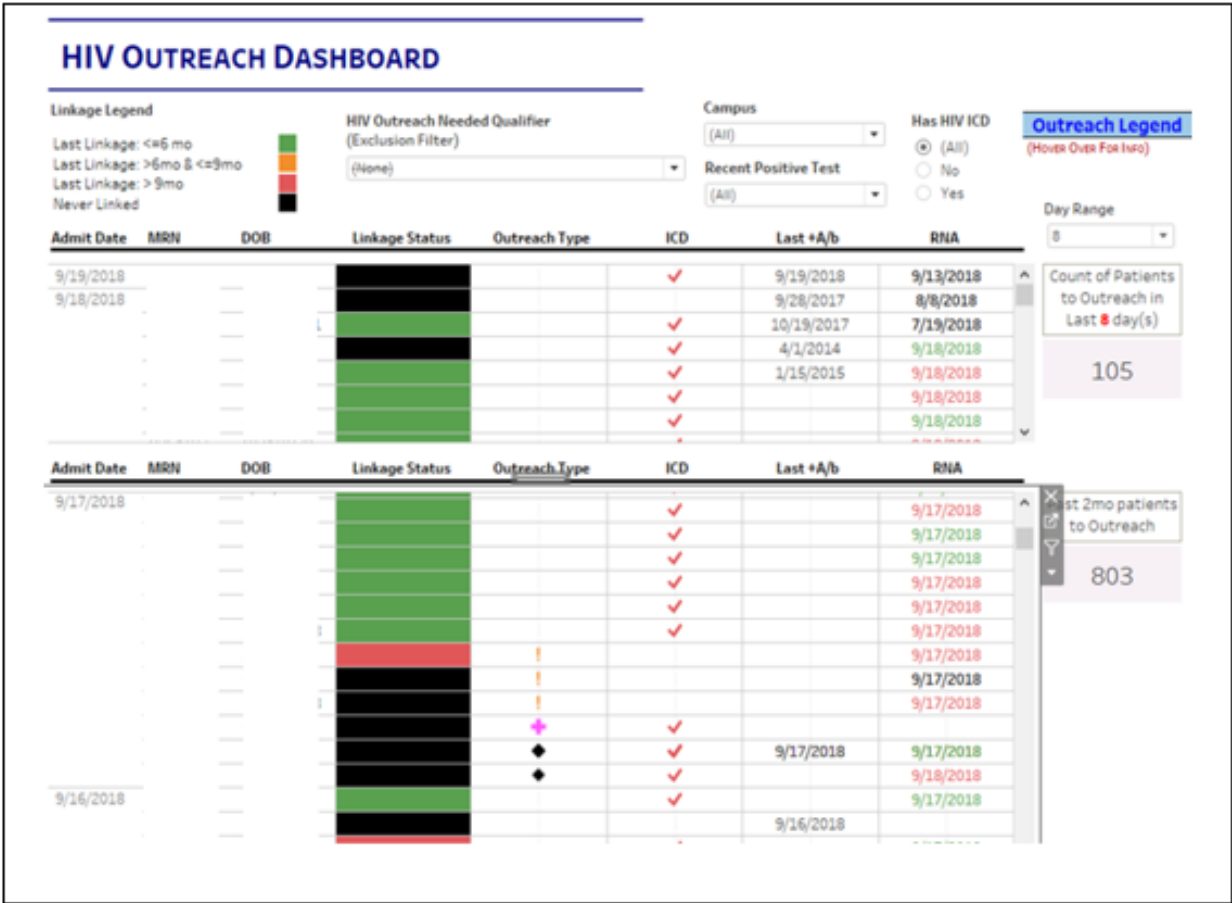 HIV OUTREACH DASHBOARD
Linkage Legend
Last Linkage: <=6 mo
Last Linkage: >6mo & <=9mo
Last Linkage: > 9mo
Never Linked
HIV Outreach Needed Qualifier
(Exclusion Filter)
(None)
Campus
(All)
Recent Positive Test
(All)
Has HIV ICD
(All)
No
Yes
Outreach Legend
(HOVER OVER FOR INFO)
Day Range
8
Admit Date MRN DOB Linkage Status Outreach Type ICD Last +A/b RNA
9/19/2018 9/19/2018 9/13/2018
9/18/2018 9/28/2017 8/8/2018
10/19/2017 7/19/2018
4/1/2014 9/18/2018
1/15/2015 9/18/2018
9/18/2018
9/18/2018
Count of Patients
to Outreach in
Last 8 day(s)
105
Admit Date MRN DOB Linkage Status Outreach Type ICD Last +A/b RNA
9/17/2018 9/17/2018
9/17/2018
9/17/2018
9/17/2018
9/17/2018
9/17/2018
! 9/17/2018
! 9/17/2018
! 9/17/2018
9/17/2018 9/17/2018
9/18/2018
9/16/2018 9/17/2018
9/16/2018
2mo patients
to Outreach
803